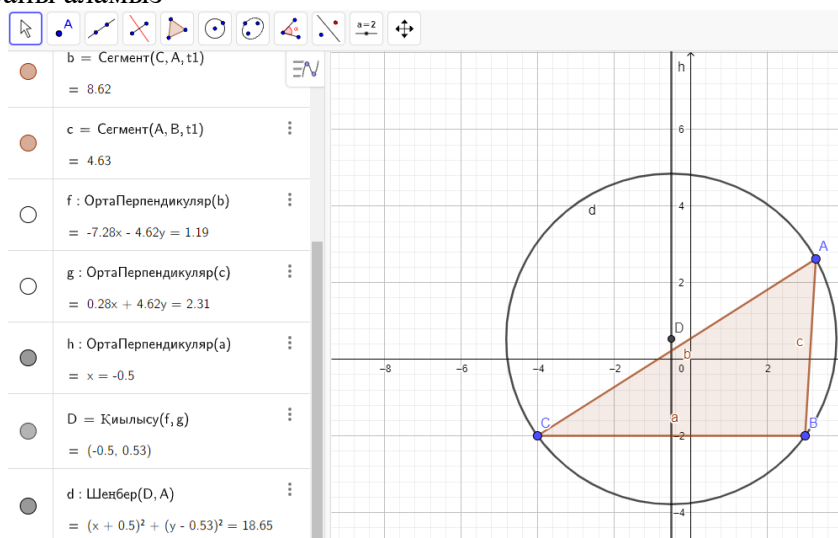 аны аламыз
A
a=2
b = Сегмент(C, A, t1)
= 8.62
c = Сегмент(A, B, t1)
= 4.63
f : ОртаПерпендикуляр(b)
= -7.28x - 4.62y = 1.19
g : ОртаПерпендикуляр(c)
= 0.28x + 4.62y = 2.31
h : ОртаПерпендикуляр(a)
= x = -0.5
D = Қиылысу(f, g)
= (-0.5, 0.53)
d : Шеңбер(D, A)
= (x + 0.5)² + (y - 0.53)² = 18.65
h
6
d
4
A
2
D
c
b
-8
-6
-4
-2
0
2
C
a
B
-2
-4